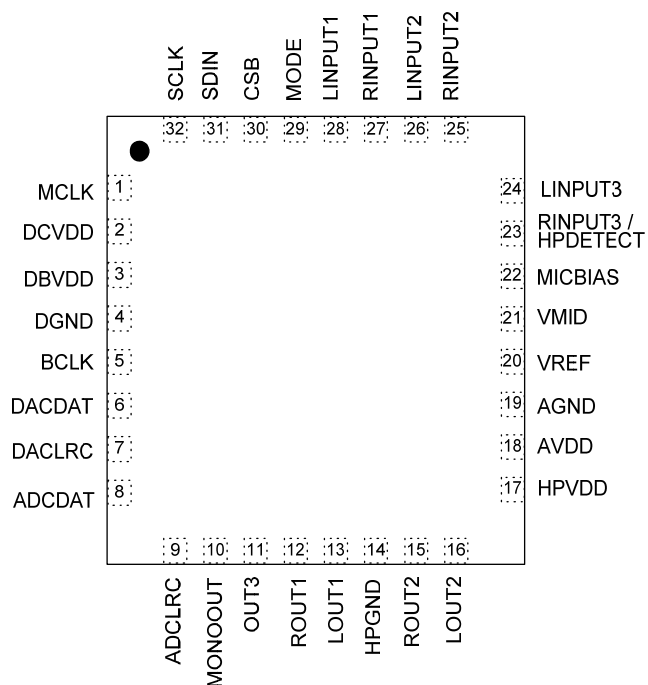 SCLK
SDIN
CSB
MODE
LINPUT1
RINPUT1
LINPUT2
RINPUT2
32
31
30
29
28
27
26
25
MCLK 1
DCVDD 2
DBVDD 3
DGND 4
BCLK 5
DACDAT 6
DACLRC 7
ADCDAT 8
24 LINPUT3
23 RINPUT3 /
HPDETECT
22 MICBIAS
21 VMID
20 VREF
19 AGND
18 AVDD
17 HPVDD
9
10
11
12
13
14
15
16
ADCLRC
MONOOUT
OUT3
ROUT1
LOUT1
HPGND
ROUT2
LOUT2